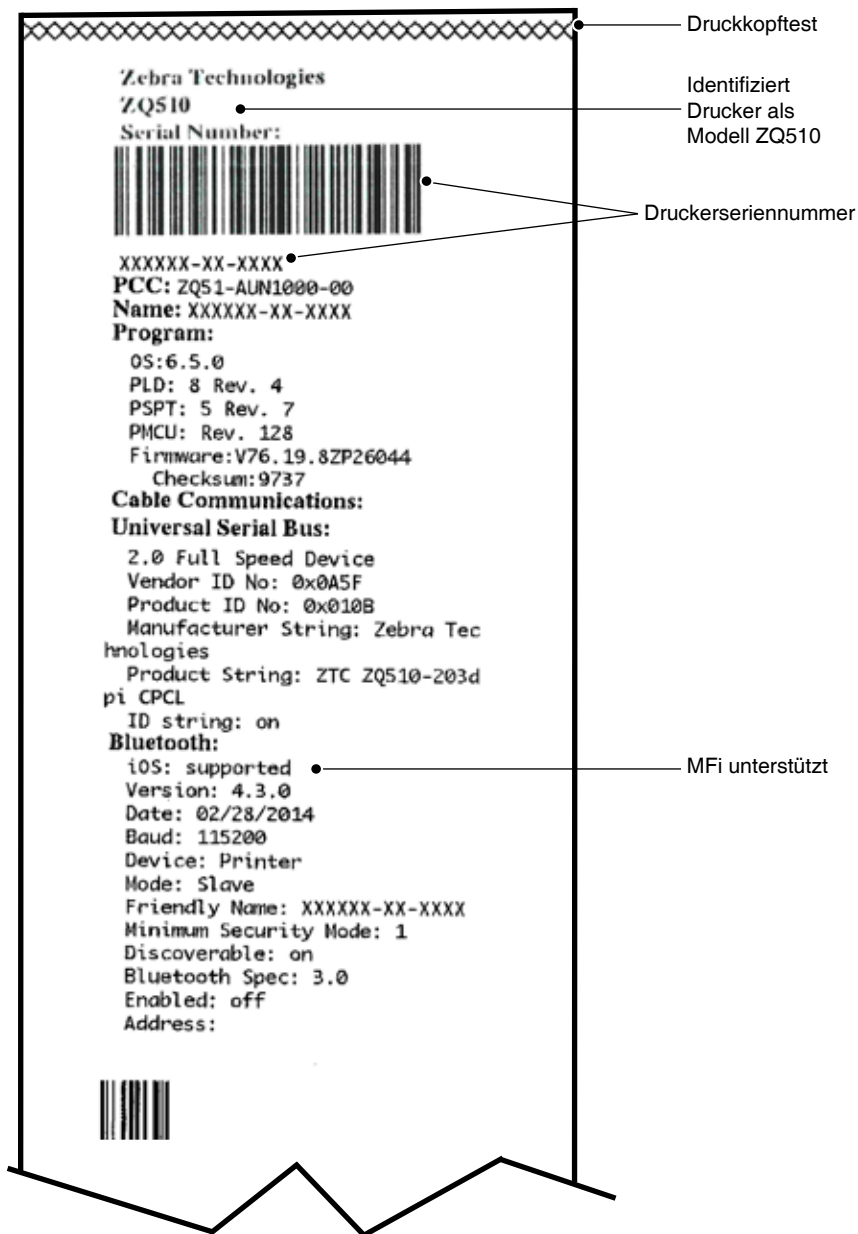 Druckkopftest
Zebra Technologies
ZQ510
Identifiziert
Drucker als
Modell ZQ510
Serial Number:
Druckerseriennummer
XXXXXX-XX-XXXX
PCC: ZQ51-AUN1000-00
Name: XXXXXX-XX-XXXX
Program:
OS:6.5.0
PLD: 8 Rev. 4
PSPT: 5 Rev. 7
PMCU: Rev. 128
Firmware:V76.19.8ZP26044
Checksum:9737
Cable Communications:
Universal Serial Bus:
2.0 Full Speed Device
Vendor ID No: 0x0A5F
Product ID No: 0x010B
Manufacturer String: Zebra Tec
hnologies
Product String: ZTC ZQ510-203d
pi CPCL
ID string: on
Bluetooth:
iOS: supported
MFi unterstützt
Version: 4.3.0
Date: 02/28/2014
Baud: 115200
Device: Printer
Mode: Slave
Friendly Name: XXXXXX-XX-XXXX
Minimum Security Mode: 1
Discoverable: on
Bluetooth Spec: 3.0
Enabled: off
Address: